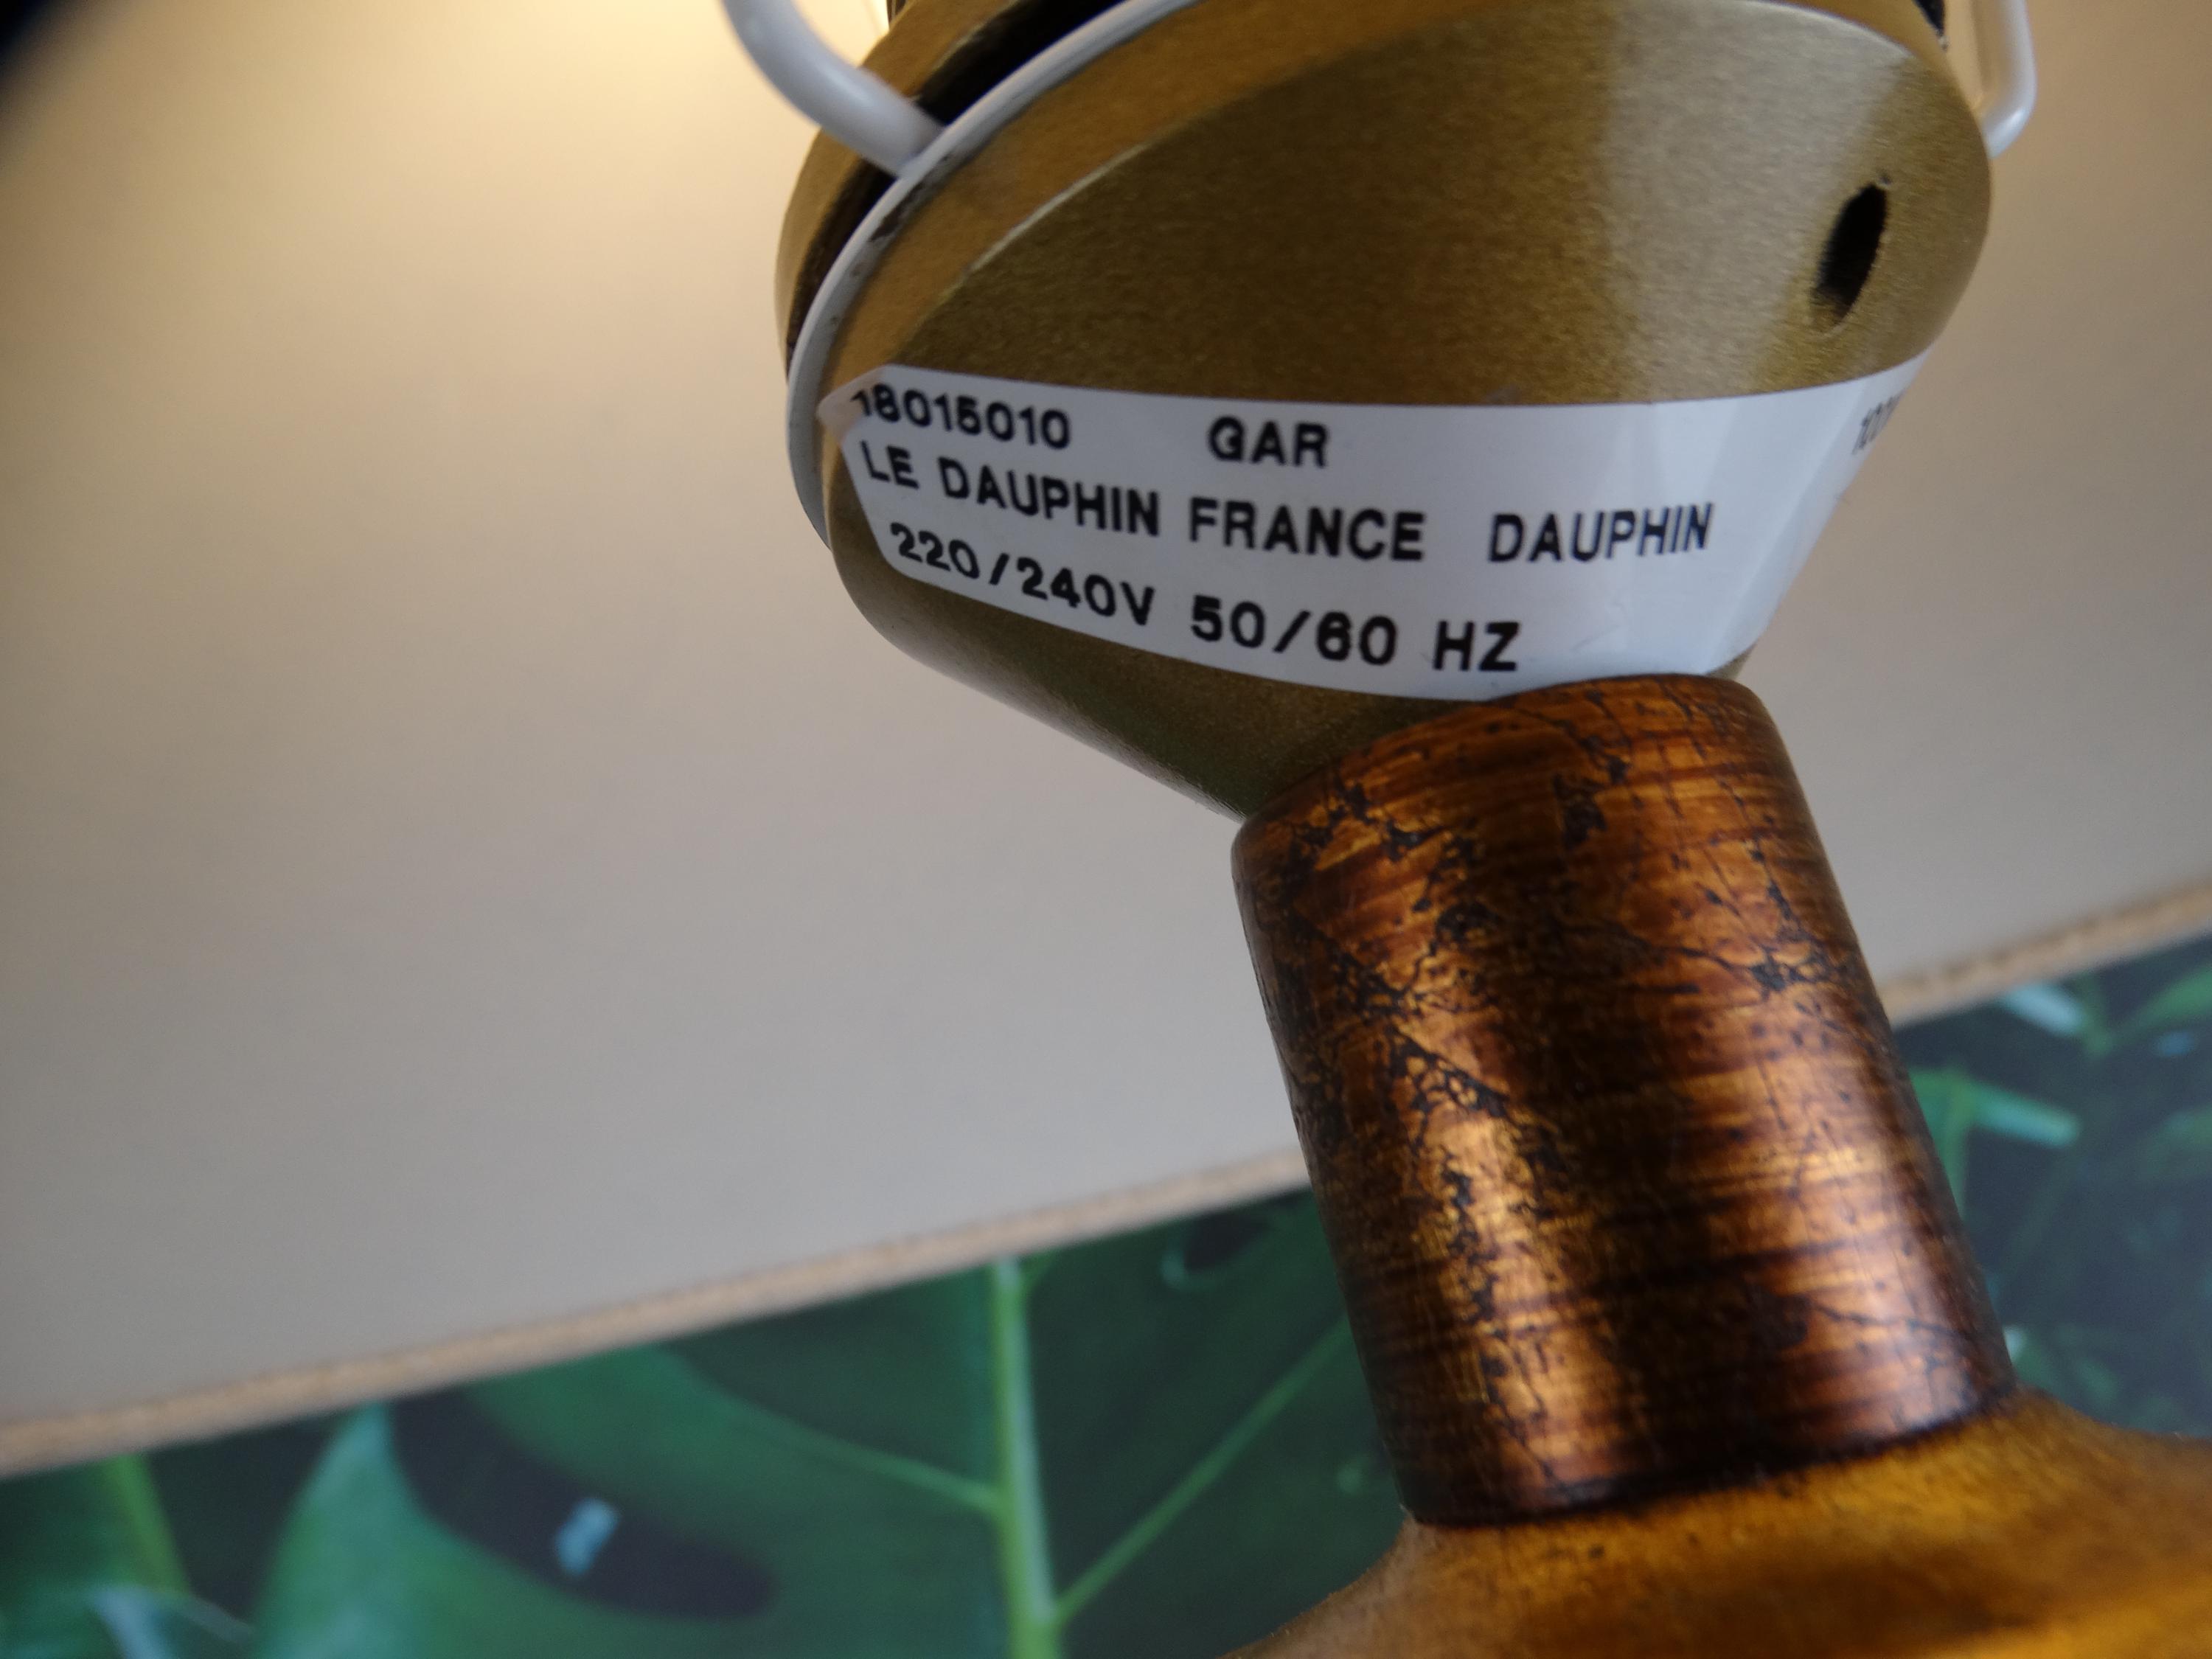 18015010 GAR
LE DAUPHIN FRANCE DAUPHIN
220/240V 50/60 HZ